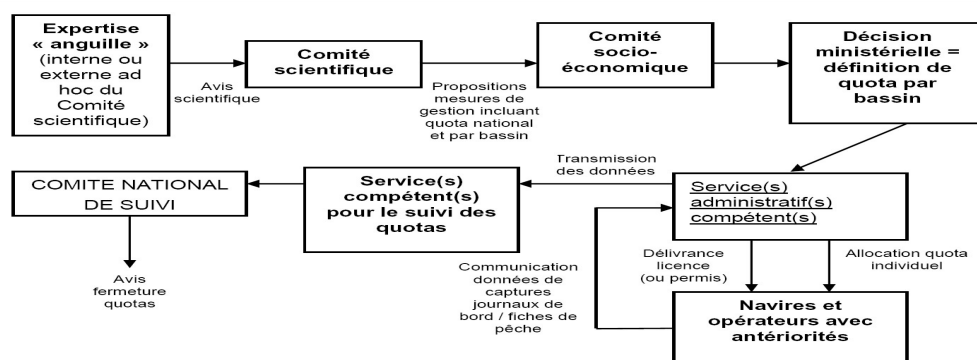 Expertise
« anguille »
(interne ou
externe ad
hoc du
Comité
scientifique)
Avis
scientifique
Comité
scientifique
Propositions
mesures de
gestion incluant
quota national
et par bassin
Comité
socio-
économique
Décision
ministérielle =
définition de
quota par
bassin
COMITE NATIONAL
DE SUIVI
Avis
fermeture
quotas
Service(s)
compétent(s)
pour le suivi des
quotas
Transmission
des données
Service(s)
administratif(s)
compétent(s)
Communication
données de
captures
journaux de
bord / fiches de
pêche
Délivrance
licence
(ou permis)
Allocation quota
individuel
Navires et
opérateurs avec
antériorités